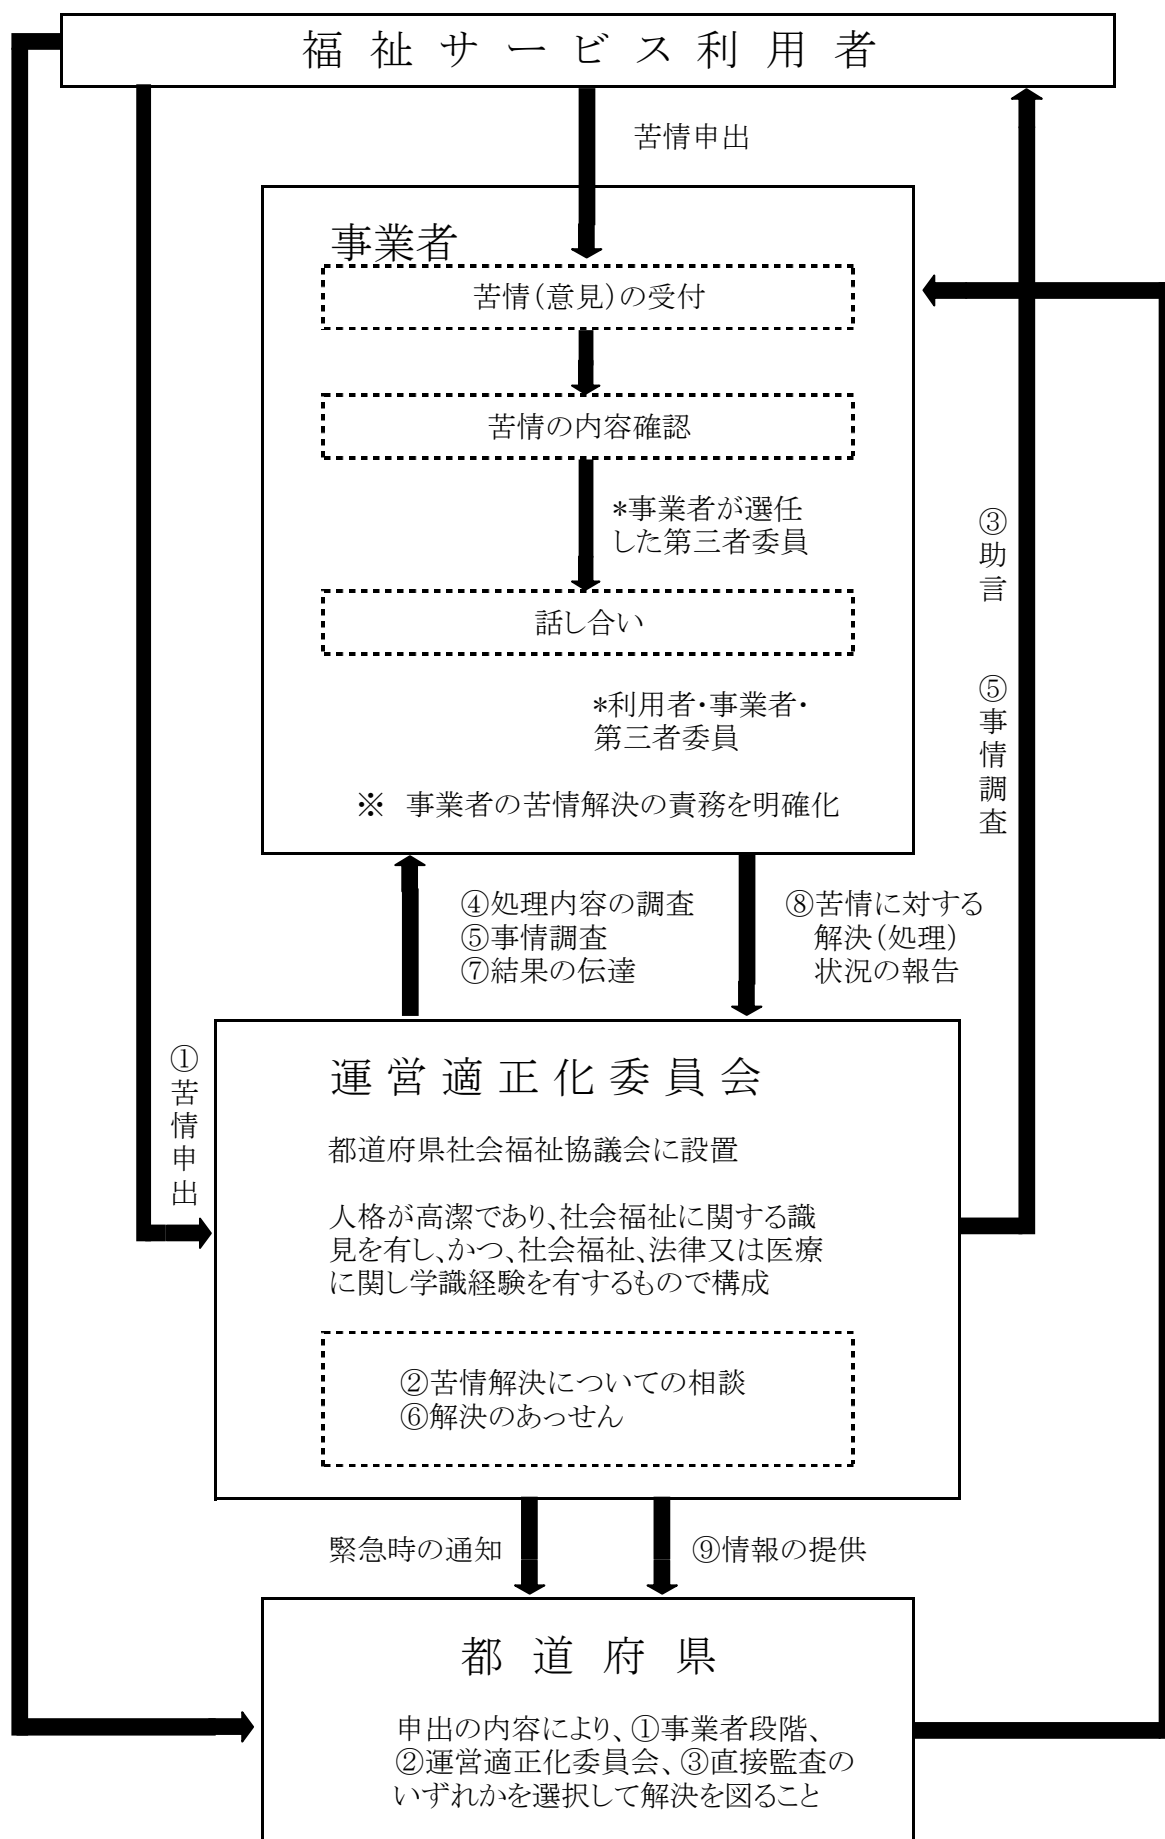 福祉サービス利用者
苦情申出
事業者
苦情(意見)の受付
苦情の内容確認
*事業者が選任
した第三者委員
話し合い
*利用者・事業者・
第三者委員
※ 事業者の苦情解決の責務を明確化
③助言
⑤事情調査
④処理内容の調査
⑤事情調査
⑦結果の伝達
⑧苦情に対する
解決(処理)
状況の報告
①苦情申出
運営適正化委員会
都道府県社会福祉協議会に設置
人格が高潔であり、社会福祉に関する識
見を有し、かつ、社会福祉、法律又は医療
に関し学識経験を有するもので構成
②苦情解決についての相談
⑥解決のあっせん
緊急時の通知
⑨情報の提供
都道府県
申出の内容により、①事業者段階、
②運営適正化委員会、③直接監査の
いずれかを選択して解決を図ること